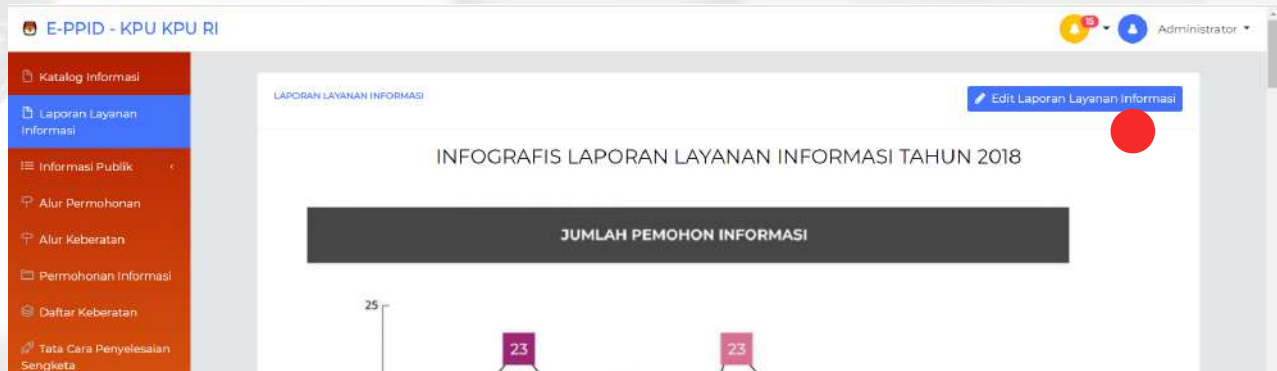 E-PPID - KPU KPU RI
15
Administrator
Katalog Informasi
Laporan Layanan
Informasi
Informasi Publik
Alur Permohonan
Alur Keberatan
Permohonan Informasi
Daftar Keberatan
Tata Cara Penyelesaian
Sengketa
LAPORAN LAYANAN INFORMASI
Edit Laporan Layanan Informasi
INFOGRAFIS LAPORAN LAYANAN INFORMASI TAHUN 2018
JUMLAH PEMOHON INFORMASI
25
23
23